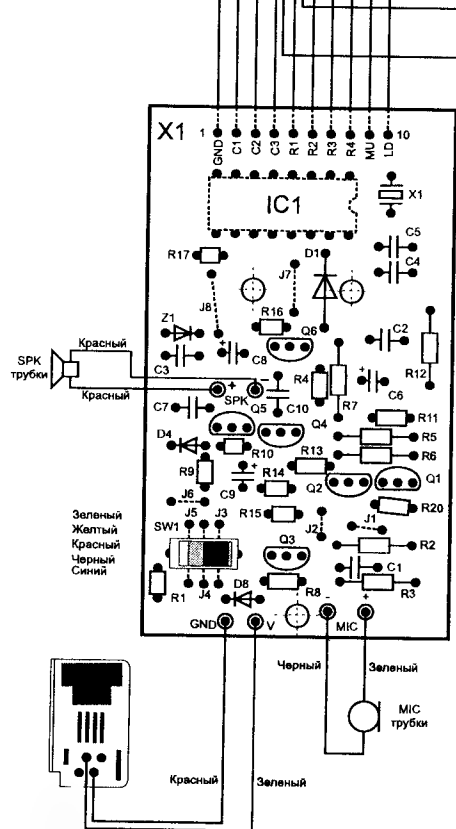 X1 1 10
GND C1 C2 C3 R1 R2 R3 R4 MU LD
IC1
X1
R17
C5
C4
D1
J7
J8
R16
Z1
Q6
C2
Красный
C8
SPK
трубки
C3
R4
R12
+
SPK
C6
Красный
C7
Q5
C10
R7
Q4
R11
D4
R10
R5
R13
R6
R9
C9
R14
Q2
Q1
J6
R15
R20
Зеленый
J5
J3
J2
J1
Желтый
SW1
Красный
Q3
R2
Черный
Синий
C1
R1
J4
D8
R8
R3
GND
V
-
MIC
+
Черный
Зеленый
MIC
трубки
Красный
Зеленый